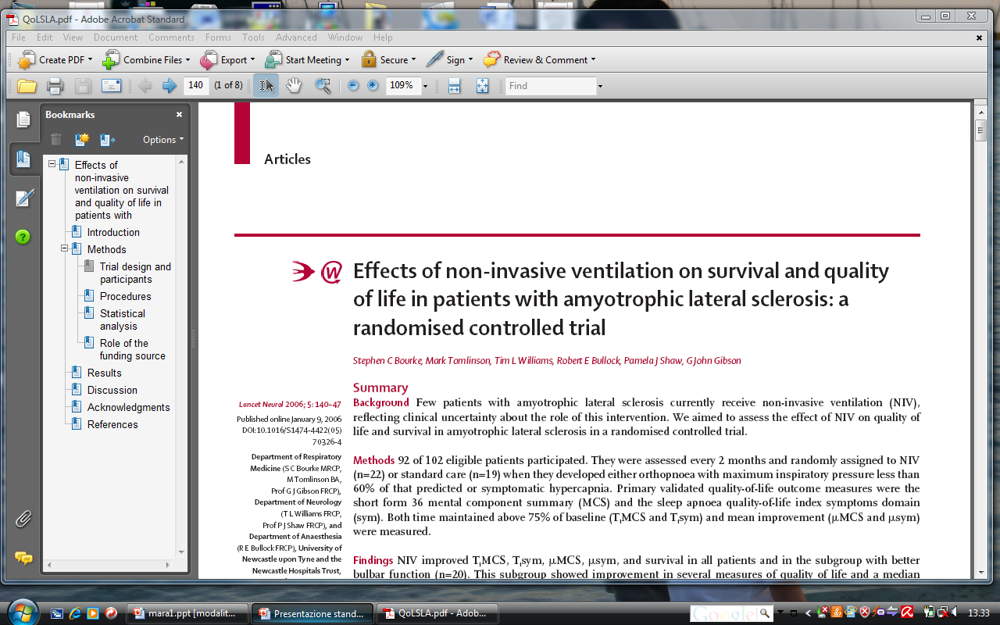 QoLSLA.pdf - Adobe Acrobat Standard
File Edit View Document Comments Forms Tools Advanced Window Help
Create PDF Combine Files Export Start Meeting Secure Sign Review & Comment
140 (1 of 8) 109% Find
Bookmarks
Options
Effects of
non-invasive
ventilation on survival
and quality of life in
patients with
Introduction
Methods
Trial design and
participants
Procedures
Statistical
analysis
Role of the
funding source
Results
Discussion
Acknowledgments
References
Articles
Effects of non-invasive ventilation on survival and quality
of life in patients with amyotrophic lateral sclerosis: a
randomised controlled trial
Stephen C Bourke, Mark Tomlinson, Tim L Williams, Robert E Bullock, Pamela J Shaw, G John Gibson
Lancet Neurol 2006; 5: 140–47
Published online January 9, 2006
DOI:10.1016/S1474-4422(05)
70326-4
Department of Respiratory
Medicine (S C Bourke MRCP,
M Tomlinson BA,
Prof G J Gibson FRCP),
Department of Neurology
(T L Williams FRCP,
Prof P J Shaw FRCP), and
Department of Anaesthesia
(R E Bullock FRCP), University of
Newcastle upon Tyne and the
Newcastle Hospitals Trust,
Summary
Background Few patients with amyotrophic lateral sclerosis currently receive non-invasive ventilation (NIV),
reflecting clinical uncertainty about the role of this intervention. We aimed to assess the effect of NIV on quality of
life and survival in amyotrophic lateral sclerosis in a randomised controlled trial.
Methods 92 of 102 eligible patients participated. They were assessed every 2 months and randomly assigned to NIV
(n=22) or standard care (n=19) when they developed either orthopnoea with maximum inspiratory pressure less than
60% of that predicted or symptomatic hypercapnia. Primary validated quality-of-life outcome measures were the
short form 36 mental component summary (MCS) and the sleep apnoea quality-of-life index symptoms domain
(sym). Both time maintained above 75% of baseline (TiMCS and Tisym) and mean improvement (μMCS and μsym)
were measured.
Findings NIV improved TiMCS, Tisym, μMCS, μsym, and survival in all patients and in the subgroup with better
bulbar function (n=20). This subgroup showed improvement in several measures of quality of life and a median
mara1.ppt [modalit... Presentazione stand... QoLSLA.pdf - Adob... Google 13.33